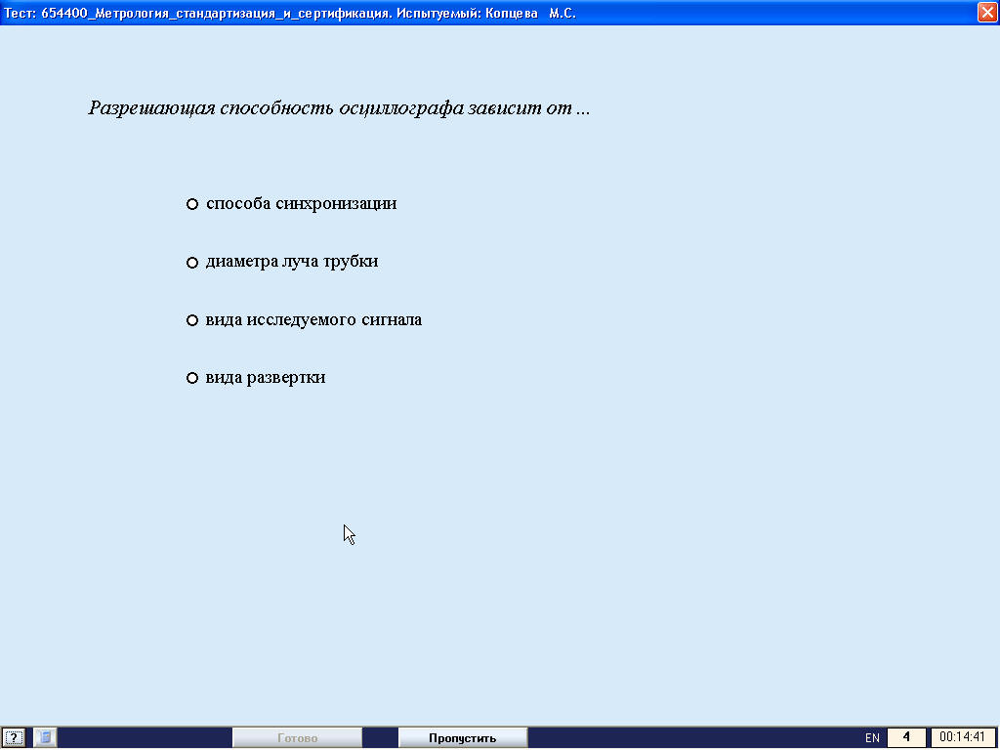 Тест: 654400_Метрология_стандартизация_и_сертификация. Испытуемый: Копцева М.С.
Разрешающая способность осциллографа зависит от ...
способа синхронизации
диаметра луча трубки
вида исследуемого сигнала
вида развертки
? Готово Пропустить EN 4 00:14:41